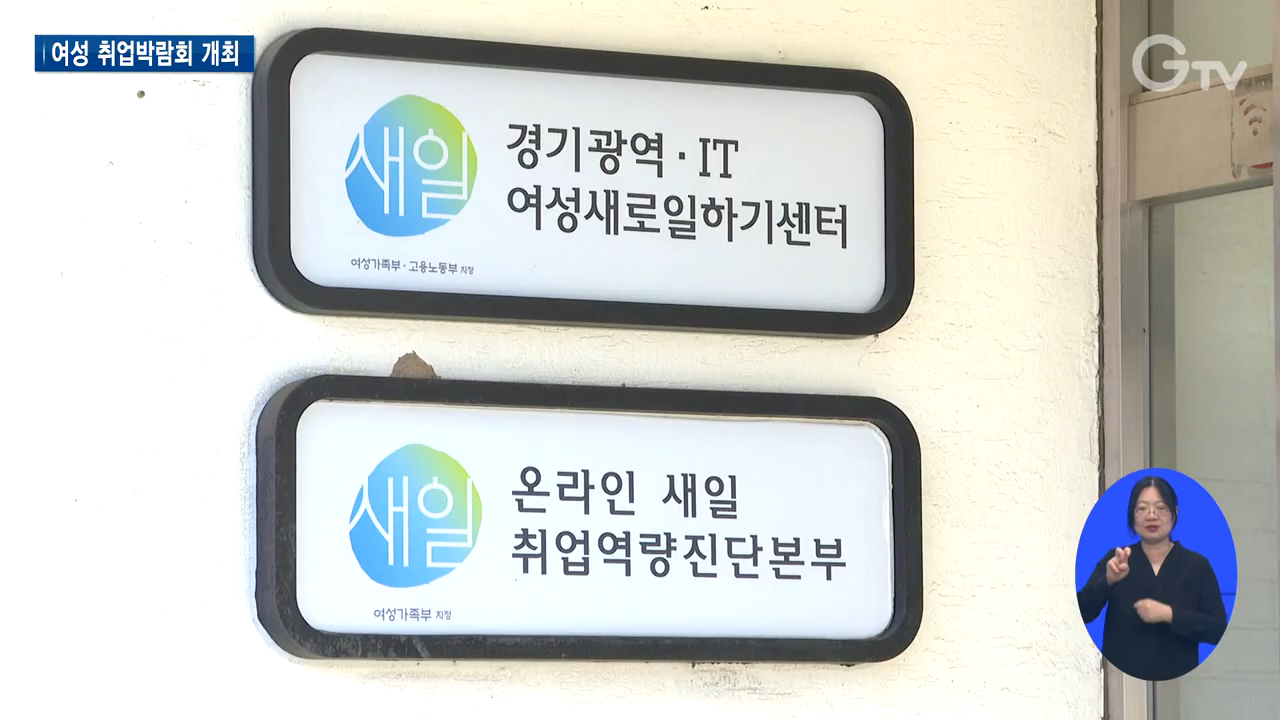 여성 취업박람회 개최
GTV
새일
경기광역·IT
여성새로일하기센터
여성가족부·고용노동부 지정
새일
온라인 새일
취업역량진단본부
여성가족부 지정